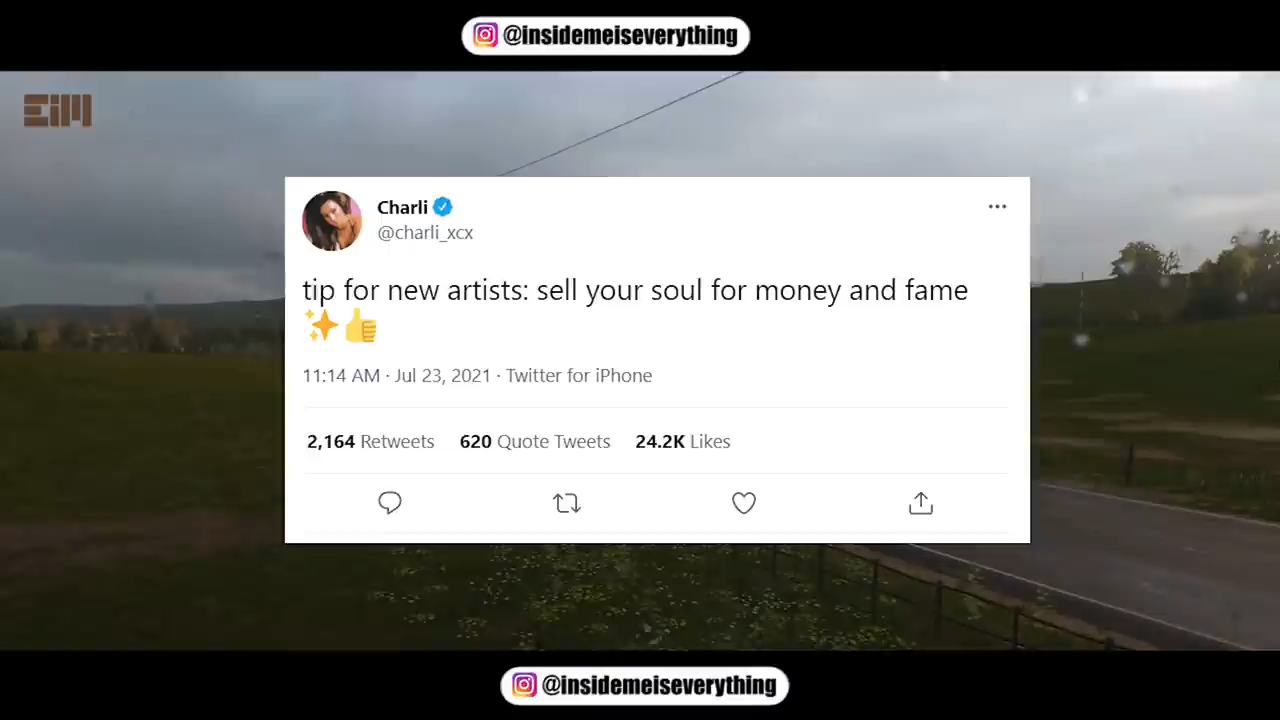 @insidemeiseverything
EiM
Charli
@charli_xcx
tip for new artists: sell your soul for money and fame
✨👍
11:14 AM · Jul 23, 2021 · Twitter for iPhone
2,164 Retweets 620 Quote Tweets 24.2K Likes
@insidemeiseverything